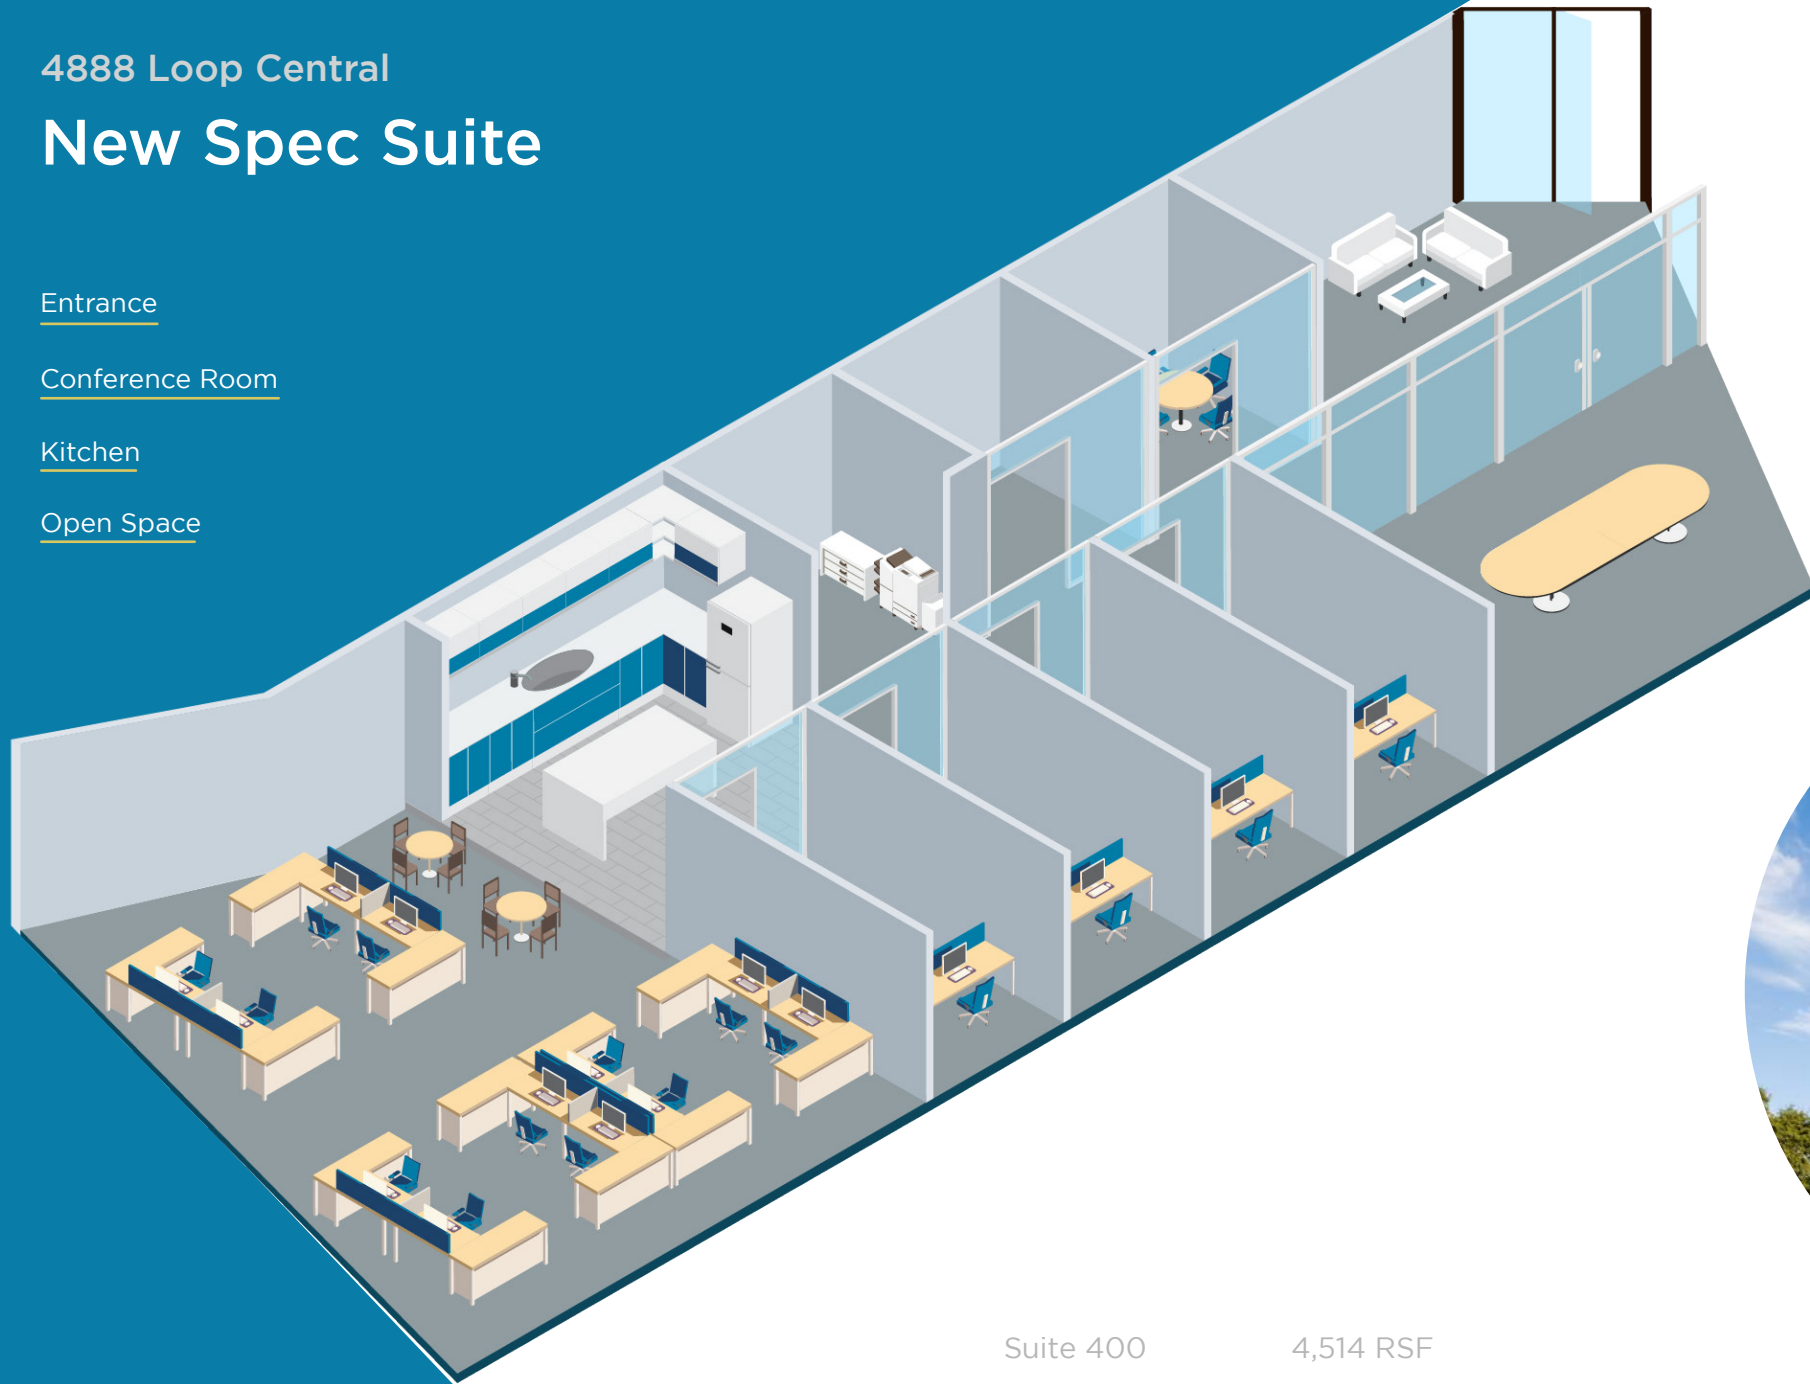 4888 Loop Central
New Spec Suite
Entrance
Conference Room
Kitchen
Open Space
Suite 400
4,514 RSF